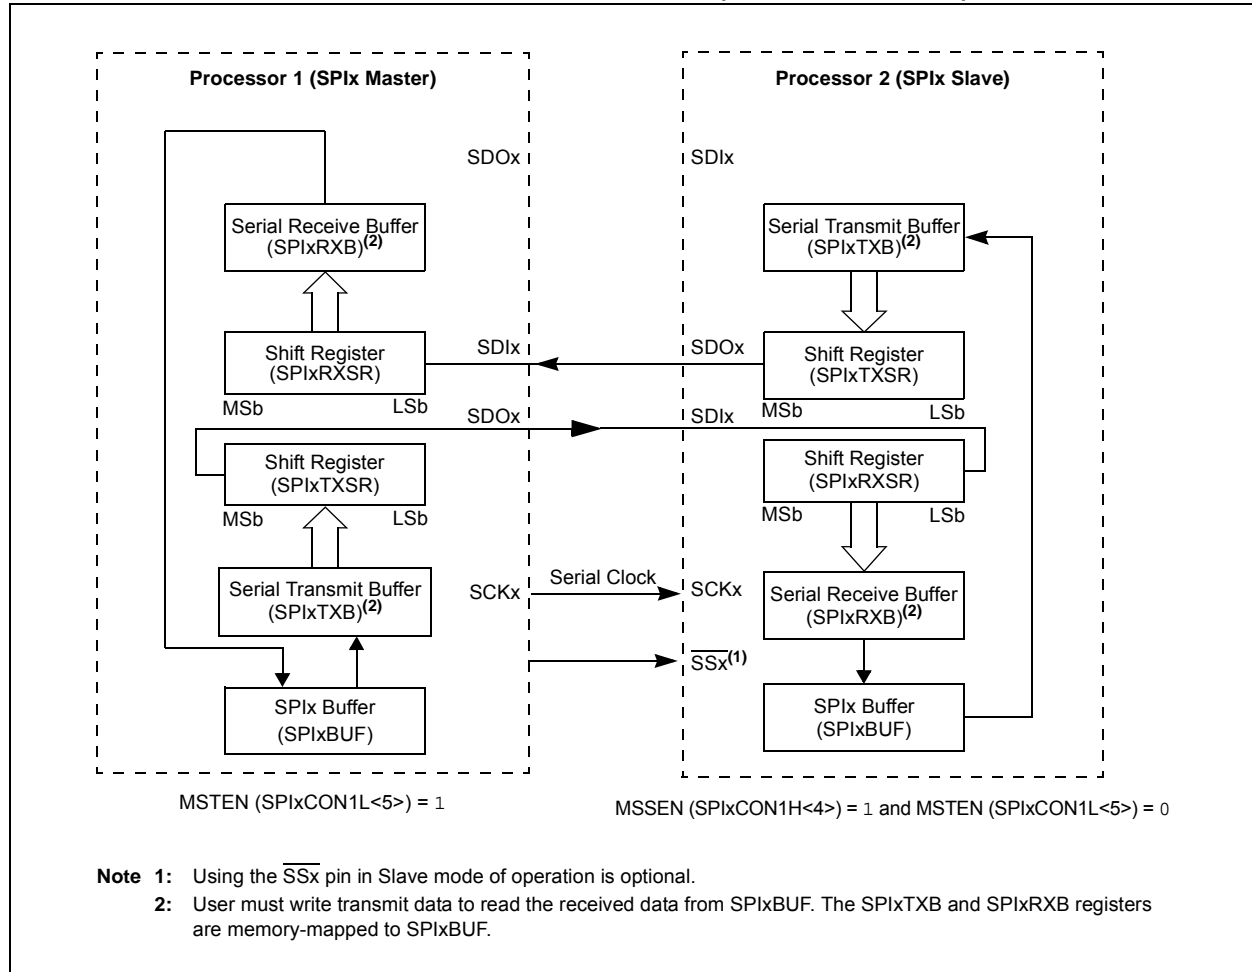 Processor 1 (SPIx Master)
Processor 2 (SPIx Slave)
SDOx
SDIx
Serial Receive Buffer
(SPIxRXB)(2)
Serial Transmit Buffer
(SPIxTXB)(2)
Shift Register
(SPIxRXSR)
SDIx
SDOx
Shift Register
(SPIxTXSR)
MSb
LSb
MSb
LSb
SDOx
SDIx
Shift Register
(SPIxTXSR)
Shift Register
(SPIxRXSR)
MSb
LSb
MSb
LSb
Serial Transmit Buffer
(SPIxTXB)(2)
SCKx
Serial Clock
SCKx
Serial Receive Buffer
(SPIxRXB)(2)
SSx(1)
SPIx Buffer
(SPIxBUF)
SPIx Buffer
(SPIxBUF)
MSTEN (SPIxCON1L<5>) = 1
MSSEN (SPIxCON1H<4>) = 1 and MSTEN (SPIxCON1L<5>) = 0
Note 1: Using the SSx pin in Slave mode of operation is optional.
2: User must write transmit data to read the received data from SPIxBUF. The SPIxTXB and SPIxRXB registers
are memory-mapped to SPIxBUF.